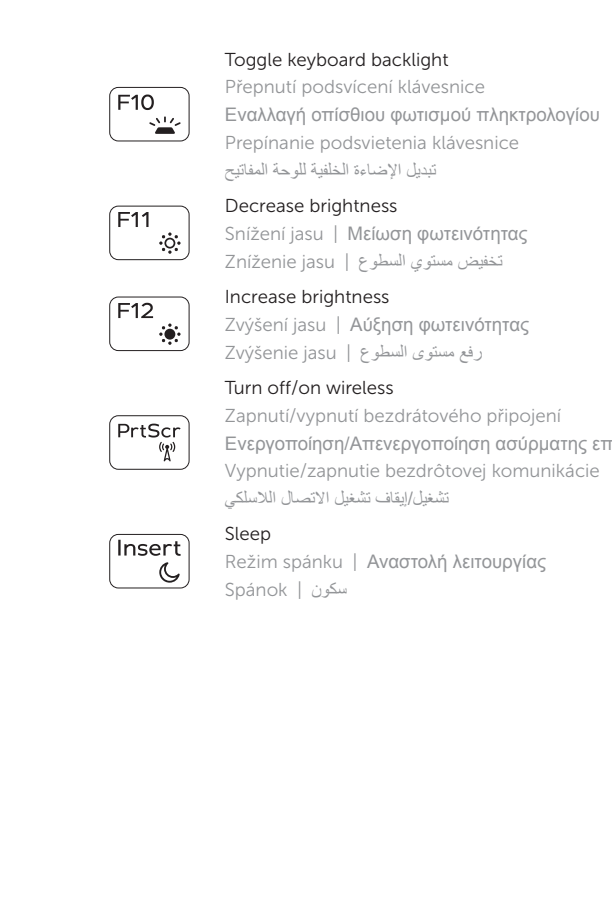 F10
Toggle keyboard backlight
Přepnutí podsvícení klávesnice
Εναλλαγή οπίσθιου φωτισμού πληκτρολογίου
Prepínanie podsvietenia klávesnice
تبديل الإضاءة الخلفية للوحة المفاتيح
F11
Decrease brightness
Snížení jasu | Μείωση φωτεινότητας
Zníženie jasu | تخفيض مستوي السطوع
F12
Increase brightness
Zvýšení jasu | Αύξηση φωτεινότητας
Zvýšenie jasu | رفع مستوى السطوع
PrtScr
Turn off/on wireless
Zapnutí/vypnutí bezdrátového připojení
Ενεργοποίηση/Απενεργοποίηση ασύρματης
Vypnutie/zapnutie bezdrôtovej komunikácie
تشغيل/إيقاف تشغيل الاتصال اللاسلكي
Insert
Sleep
Režim spánku | Αναστολή λειτουργίας
Spánok | سكون